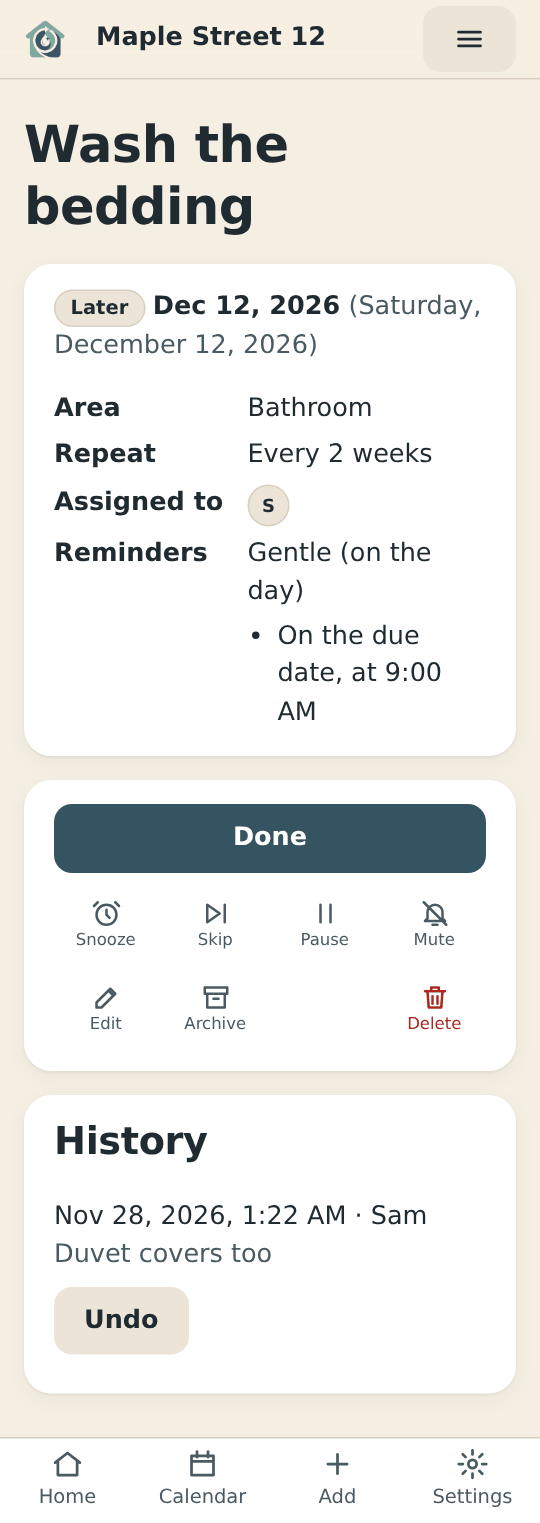 Maple Street 12
Wash the
bedding
Later Dec 12, 2026 (Saturday,
December 12, 2026)
Area Bathroom
Repeat Every 2 weeks
Assigned to S
Reminders Gentle (on the
day)
• On the due
date, at 9:00
AM
Done
Snooze Skip Pause Mute
Edit Archive Delete
History
Nov 28, 2026, 1:22 AM · Sam
Duvet covers too
Undo
Home Calendar Add Settings